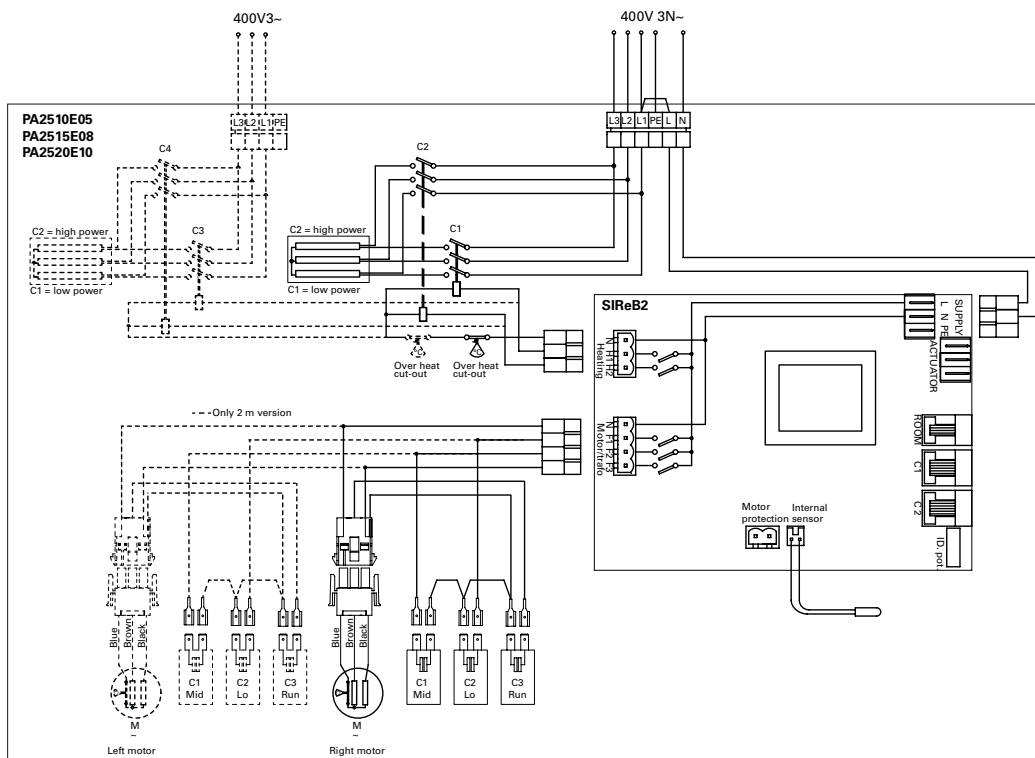 400V3~
400V 3N~
PA2510E05
PA2515E08
PA2520E10
L3 L2 L1 PE
L3 L2 L1 PE L N
C4
C2
C3
C1
C2 = high power
C1 = low power
C2 = high power
C1 = low power
SIReB2
L N PE
SUPPLY
ACTUATOR
N H1 H2
Heating
°C
°C
Over heat
cut-out
Over heat
cut-out
---Only 2 m version
N F1 F2 F3
Motor/trafo
ROOM
C1
C 2
ID. pot.
Motor
protection
Internal
sensor
Blue
Brown
Black
Blue
Brown
Black
C1
Mid
C2
Lo
C3
Run
C1
Mid
C2
Lo
C3
Run
M
~
M
~
Left motor
Right motor